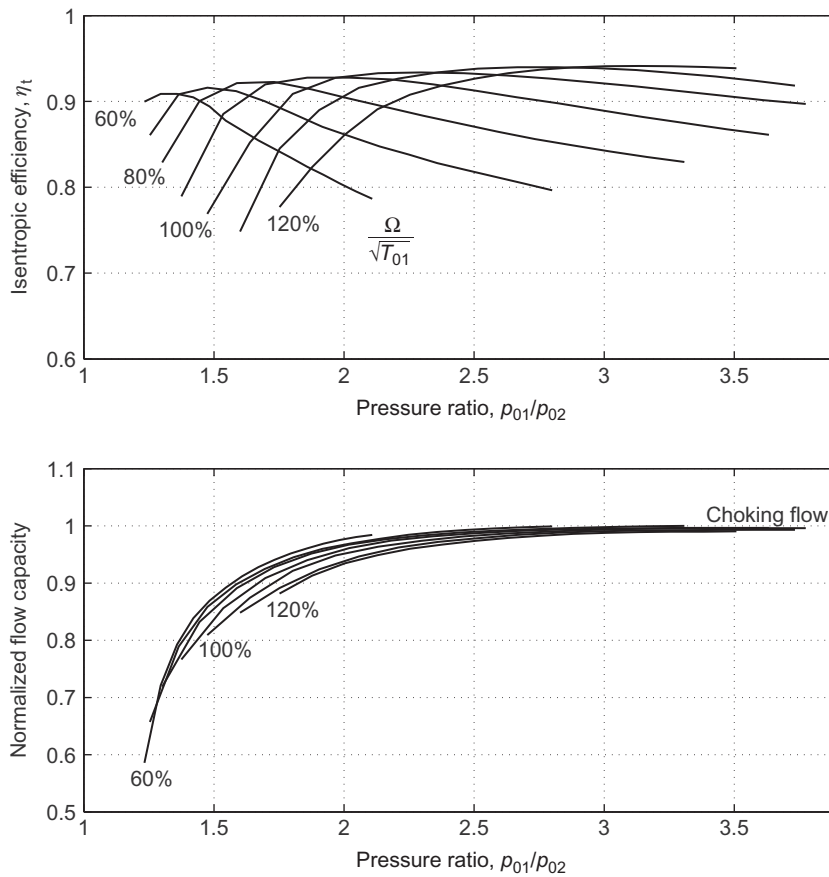 1
0.9
0.8
0.7
0.6
Isentropic efficiency, ηt
60%
80%
100%
120%
Ω
√T01
1 1.5 2 2.5 3 3.5
Pressure ratio, p01/p02
1.1
1
0.9
0.8
0.7
0.6
0.5
Normalized flow capacity
Choking flow
120%
100%
60%
1 1.5 2 2.5 3 3.5
Pressure ratio, p01/p02